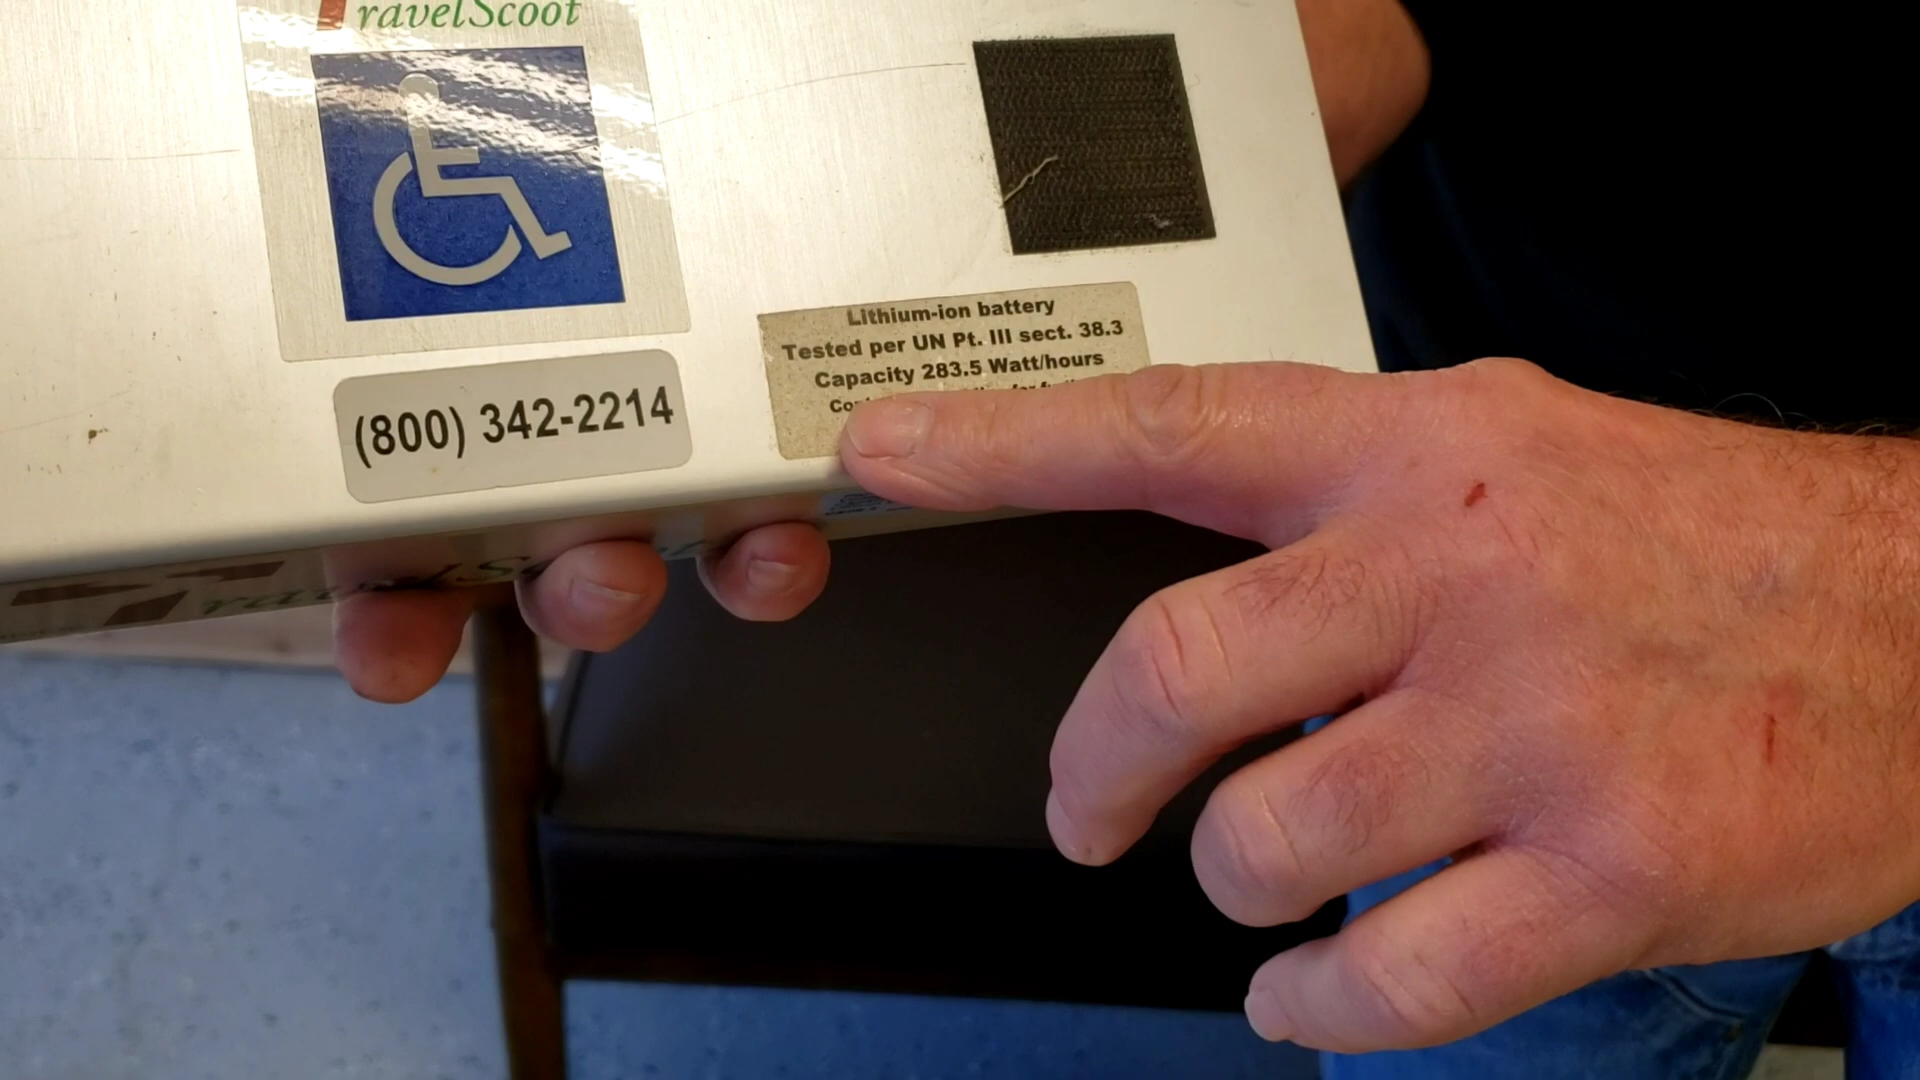 TravelScoot
(800) 342-2214
Lithium-ion battery
Tested per UN Pt. III sect. 38.3
Capacity 283.5 Watt/hours